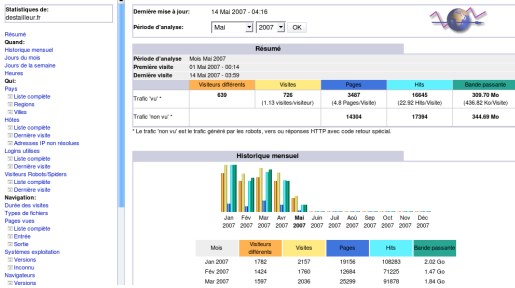 Statistiques de:
destailleur.fr
Résumé
Quand:
Historique mensuel
Jours du mois
Jours de la semaine
Heures
Qui:
Pays
Liste complète
Regions
Villes
Hôtes
Liste complète
Dernière visite
Adresses IP non résolues
Logins utilises
Liste complète
Dernière visite
Visiteurs Robots/Spiders
Liste complète
Dernière visite
Navigation:
Durée des visites
Types de fichiers
Pages vues
Liste complète
Entrée
Sortie
Systèmes exploitation
Versions
Inconnu
Navigateurs
Versions
Dernière mise à jour: 14 Mai 2007 - 04:16
Période d'analyse: Mai 2007 OK
Résumé
Période d'analyse Mois Mai 2007
Première visite 01 Mai 2007 - 00:14
Dernière visite 14 Mai 2007 - 03:59
Visiteurs différents Visites Pages Hits Bande passante
Trafic 'vu' * 639 726 3487 16645 309.70 Mo
(1.13 visites/visiteur) (4.8 Pages/Visite) (22.92 Hits/Visite) (436.82 Ko/Visite)
Trafic 'non vu' * 14304 17394 344.69 Mo
* Le trafic 'non vu' est le trafic généré par les robots, vers ou réponses HTTP avec code retour spécial.
Historique mensuel
Jan Fév Mar Avr Mai Juin Juil Aoû Sep Oct Nov Déc
2007 2007 2007 2007 2007 2007 2007 2007 2007 2007 2007 2007
Mois Visiteurs différents Visites Pages Hits Bande passante
Jan 2007 1782 2157 19156 108283 2.02 Go
Fév 2007 1424 1760 12684 71225 1.47 Go
Mar 2007 1597 2036 25299 91878 1.84 Go